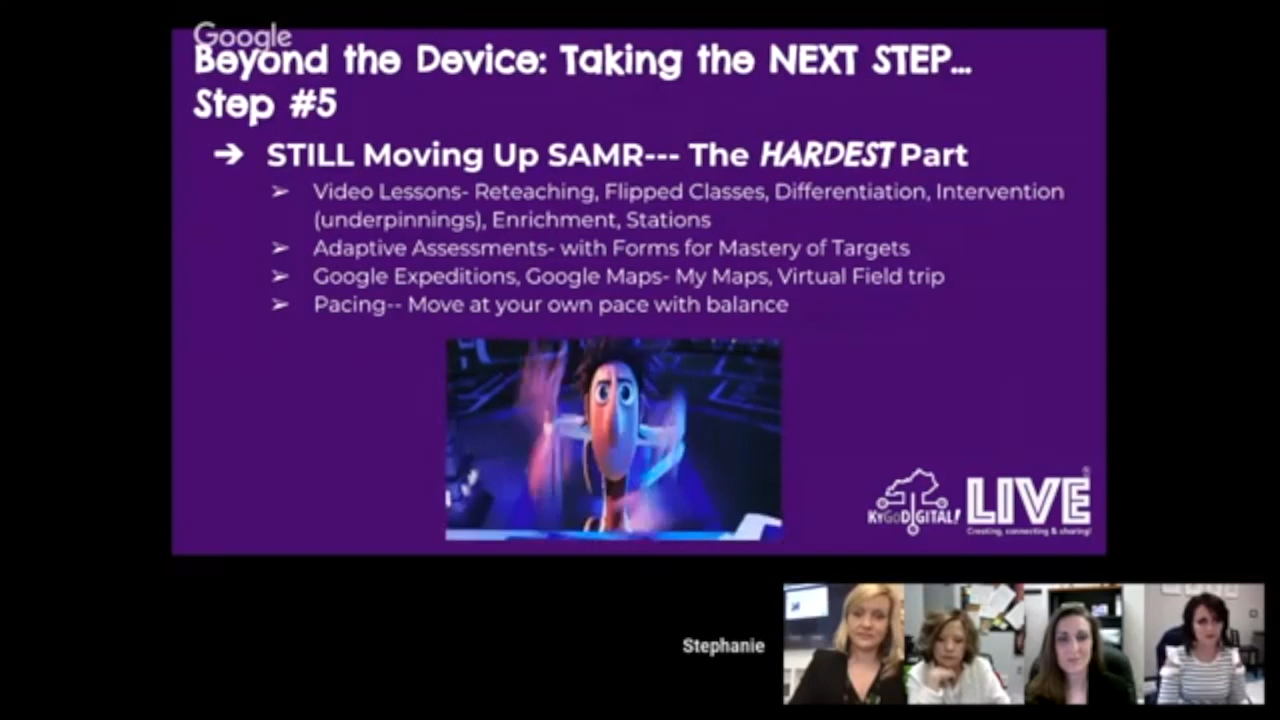 Google
Beyond the Device: Taking the NEXT STEP...
Step #5
➔ STILL Moving Up SAMR--- The HARDEST Part
➢ Video Lessons- Reteaching, Flipped Classes, Differentiation, Intervention
(underpinnings), Enrichment, Stations
➢ Adaptive Assessments- with Forms for Mastery of Targets
➢ Google Expeditions, Google Maps- My Maps, Virtual Field trip
➢ Pacing-- Move at your own pace with balance
KYGODIGITAL! LIVE
Creating, connecting & sharing!
Stephanie